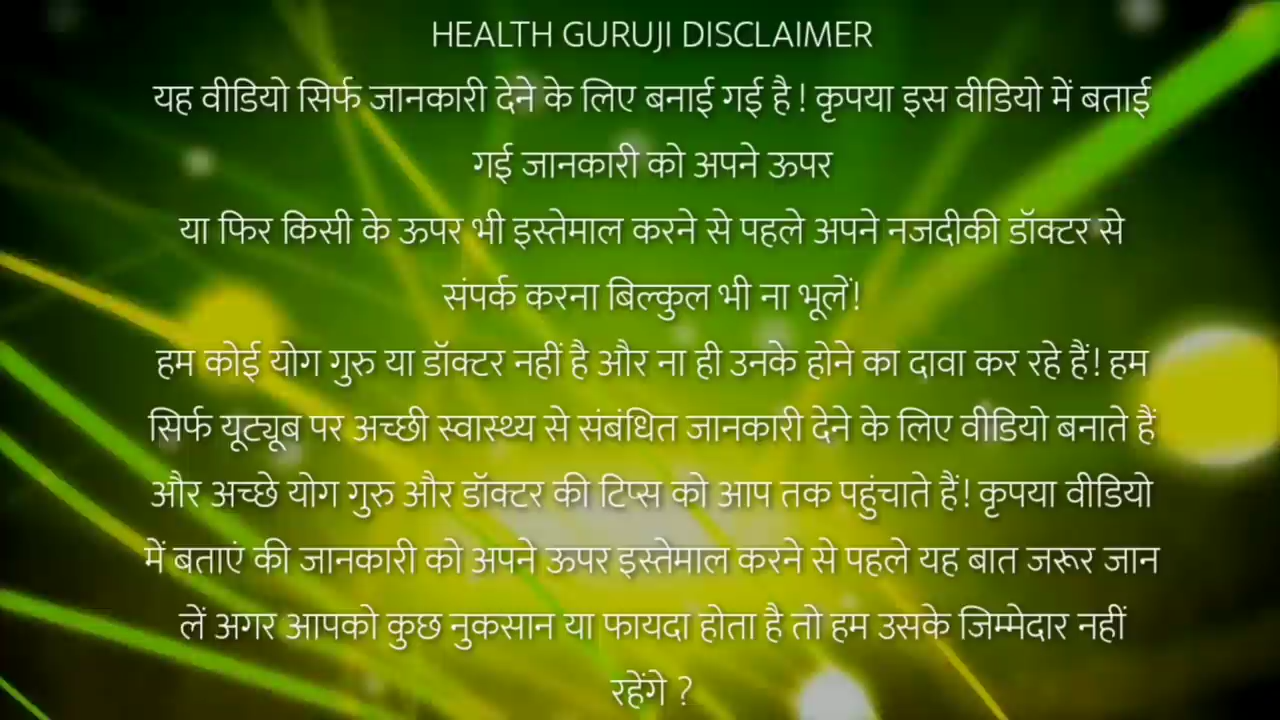 HEALTH GURUJI DISCLAIMER
यह वीडियो सिर्फ जानकारी देने के लिए बनाई गई है ! कृपया इस वीडियो में बताई
गई जानकारी को अपने ऊपर
या फिर किसी के ऊपर भी इस्तेमाल करने से पहले अपने नजदीकी डॉक्टर से
संपर्क करना बिल्कुल भी ना भूलें!
हम कोई योग गुरु या डॉक्टर नहीं है और ना ही उनके होने का दावा कर रहे हैं! हम
सिर्फ यूट्यूब पर अच्छी स्वास्थ्य से संबंधित जानकारी देने के लिए वीडियो बनाते हैं
और अच्छे योग गुरु और डॉक्टर की टिप्स को आप तक पहुंचाते हैं! कृपया वीडियो
में बताएं की जानकारी को अपने ऊपर इस्तेमाल करने से पहले यह बात जरूर जान
लें अगर आपको कुछ नुकसान या फायदा होता है तो हम उसके जिम्मेदार नहीं
रहेंगे ?